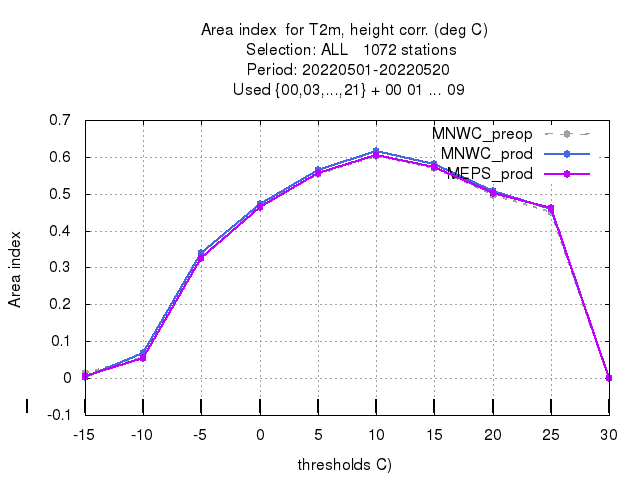 Area index  for T2m, height corr. (deg C)
Selection: ALL   1072 stations
Period: 20220501-20220520
Used {00,03,...,21} + 00 01 ... 09
0.7
0.6
0.5
0.4
0.3
0.2
0.1
0
-0.1
Area index
MNWC_preop
MNWC_prod
MEPS_prod
-15 -10 -5 0 5 10 15 20 25 30
thresholds C)